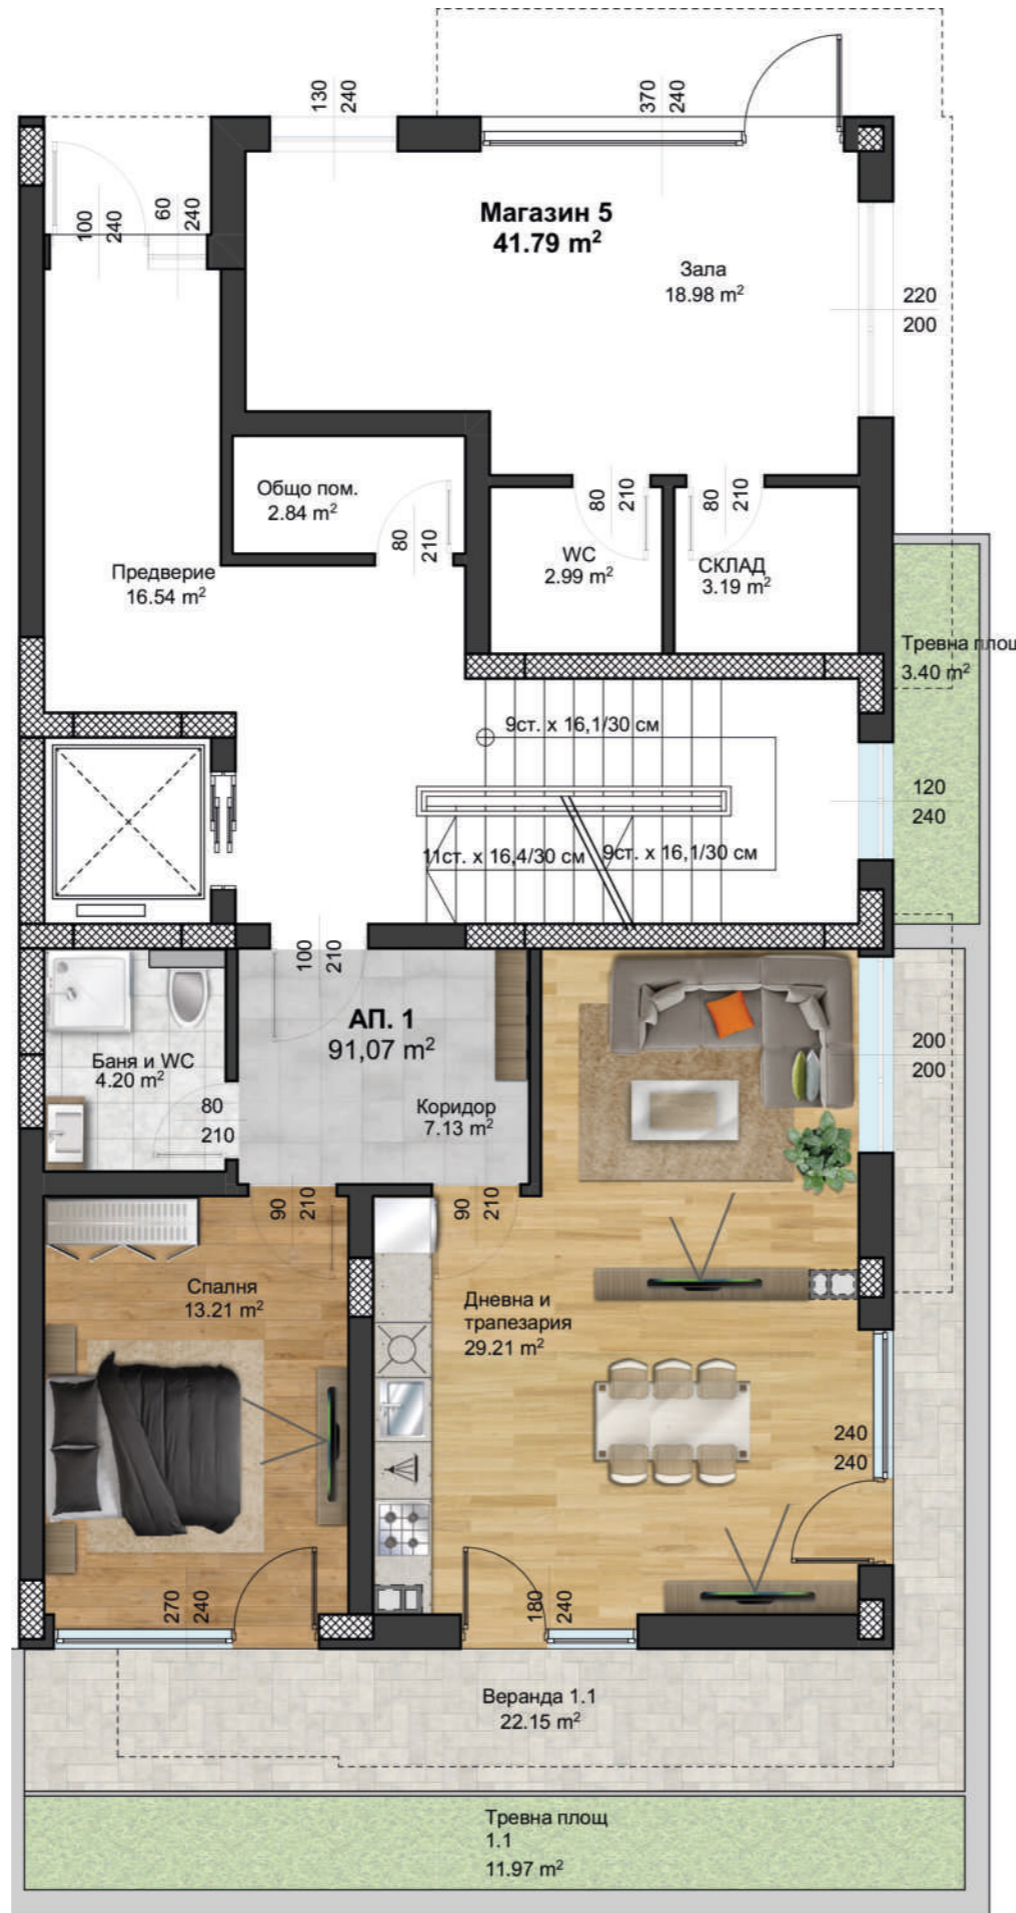 130
240
370
240
100
240
60
240
Магазин 5
41.79 m²
Зала
18.98 m²
220
200
Общо пом.
2.84 m²
80
210
80
210
80
210
WC
2.99 m²
СКЛАД
3.19 m²
Предверие
16.54 m²
Тревна площ
3.40 m²
9ст. x 16,1/30 см
120
240
11ст. x 16,4/30 см
9ст. x 16,1/30 см
100
210
АП. 1
91,07 m²
Баня и WC
4.20 m²
200
200
80
210
Коридор
7.13 m²
90
210
90
210
Спалня
13.21 m²
Дневна и
трапезария
29.21 m²
240
240
270
240
180
240
Веранда 1.1
22.15 m²
Тревна площ
1.1
11.97 m²